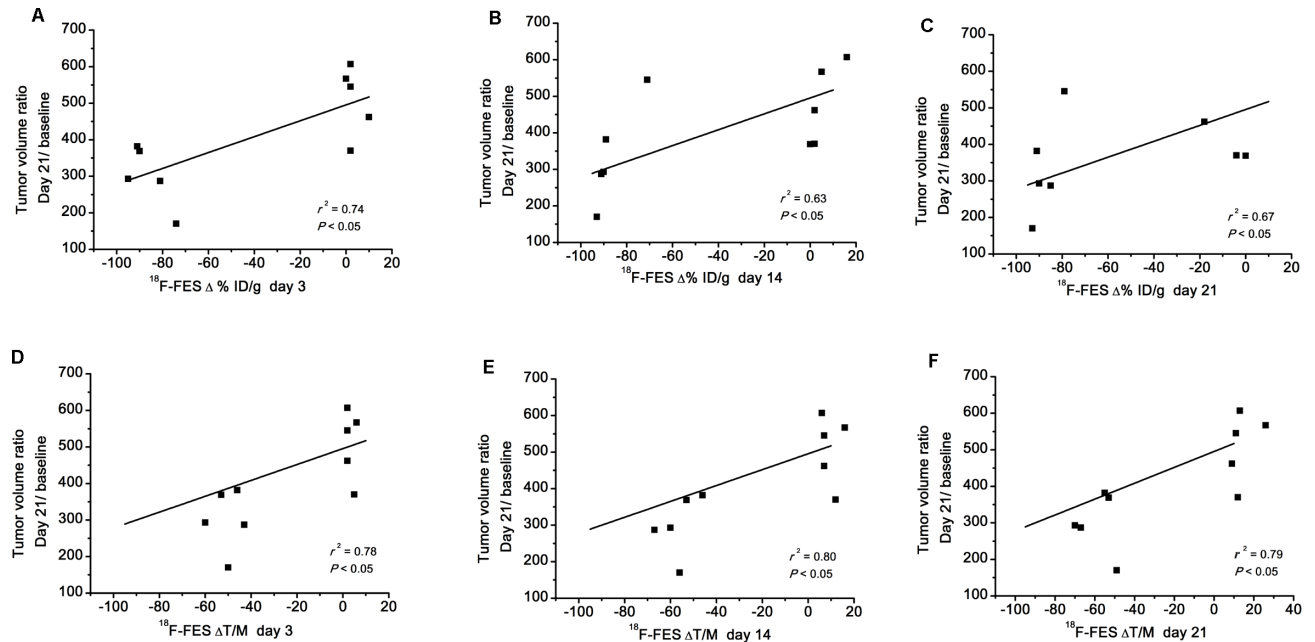 A
700
600
500
400
300
200
100
Tumor volume ratio
Day 21/ baseline
r² = 0.74
P < 0.05
-100 -80 -60 -40 -20 0 20
¹⁸F-FES Δ % ID/g day 3
B
700
600
500
400
300
200
100
Tumor volume ratio
Day 21/ baseline
r² = 0.63
P < 0.05
-100 -80 -60 -40 -20 0 20
¹⁸F-FES Δ% ID/g day 14
C
700
600
500
400
300
200
100
Tumor volume ratio
Day 21/ baseline
r² = 0.67
P < 0.05
-100 -80 -60 -40 -20 0 20
¹⁸F-FES Δ% ID/g day 21
D
700
600
500
400
300
200
100
Tumor volume ratio
Day 21/ baseline
r² = 0.78
P < 0.05
-100 -80 -60 -40 -20 0 20
¹⁸F-FES ΔT/M day 3
E
700
600
500
400
300
200
100
Tumor volume ratio
Day 21/ baseline
r² = 0.80
P < 0.05
-100 -80 -60 -40 -20 0 20
¹⁸F-FES ΔT/M day 14
F
700
600
500
400
300
200
100
Tumor volume ratio
Day 21/ baseline
r² = 0.79
P < 0.05
-100 -80 -60 -40 -20 0 20 40
¹⁸F-FES ΔT/M day 21